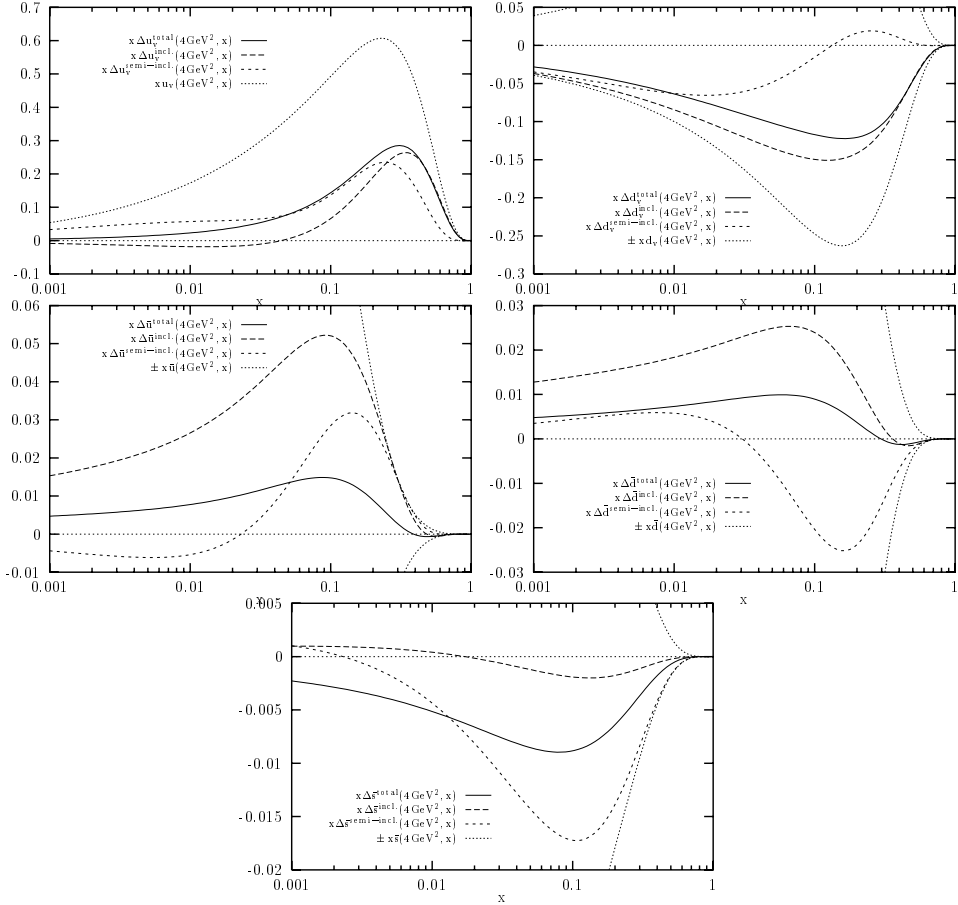 0.7
0.6
0.5
0.4
0.3
0.2
0.1
0
-0.1
x Δu_v^total(4GeV², x)
x Δu_v^incl.(4GeV², x)
x Δu_v^semi-incl.(4GeV², x)
x u_v(4GeV², x)
0.001 0.01 0.1 1
x
0.05
0
-0.05
-0.1
-0.15
-0.2
-0.25
-0.3
x Δd_v^total(4GeV², x)
x Δd_v^incl.(4GeV², x)
x Δd_v^semi-incl.(4GeV², x)
± x d_v(4GeV², x)
0.001 0.01 0.1 1
x
0.06
0.05
0.04
0.03
0.02
0.01
0
-0.01
x Δū^total(4GeV², x)
x Δū^incl.(4GeV², x)
x Δū^semi-incl.(4GeV², x)
± x ū(4GeV², x)
0.001 0.01 0.1 1
x
0.03
0.02
0.01
0
-0.01
-0.02
-0.03
x Δd̄^total(4GeV², x)
x Δd̄^incl.(4GeV², x)
x Δd̄^semi-incl.(4GeV², x)
± x d̄(4GeV², x)
0.001 0.01 0.1 1
x
0.005
0
-0.005
-0.01
-0.015
-0.02
x Δs̄^total(4GeV², x)
x Δs̄^incl.(4GeV², x)
x Δs̄^semi-incl.(4GeV², x)
± x s̄(4GeV², x)
0.001 0.01 0.1 1
x